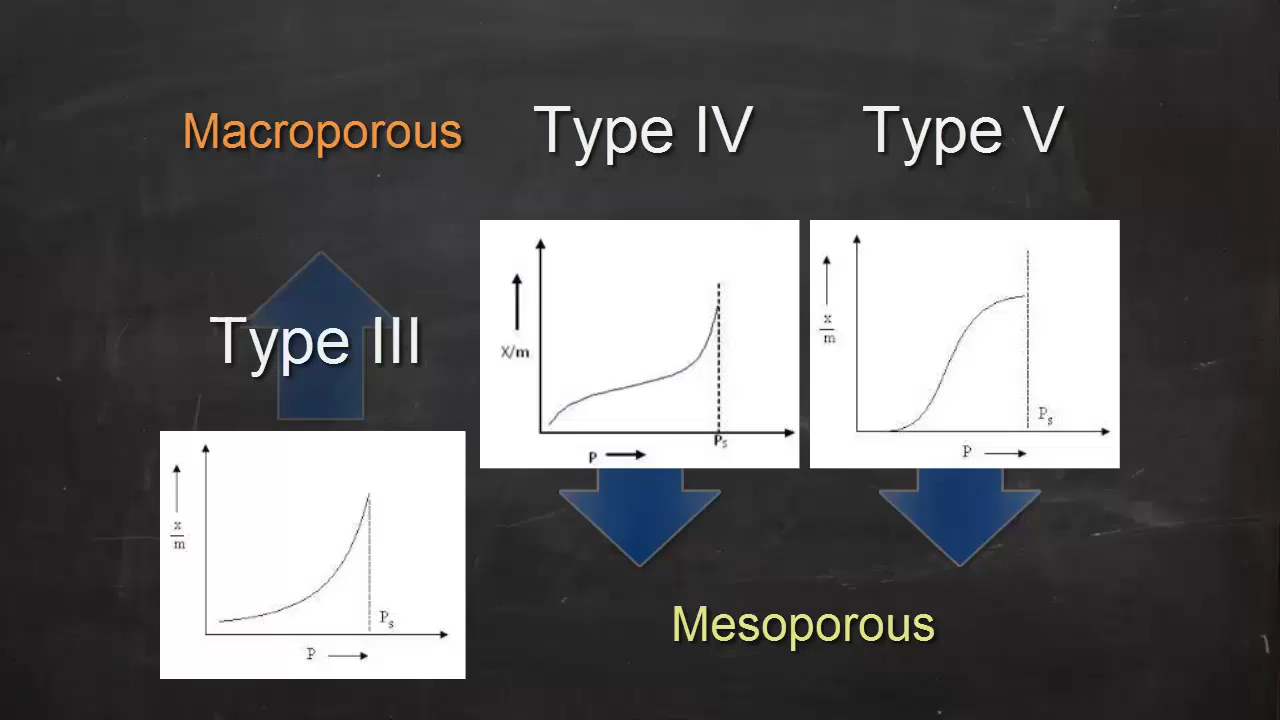 Macroporous
Type IV
Type V
Type III
X/m
P
Ps
x
m
P
Ps
x
m
P
Ps
Mesoporous